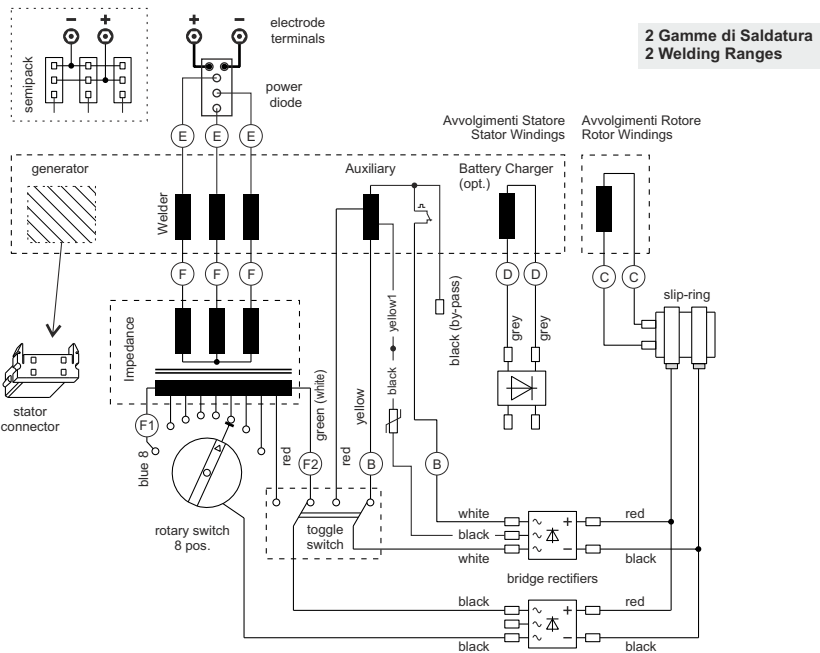 2 Gamme di Saldatura
2 Welding Ranges
semipack
− +
+ −
electrode
terminals
power
diode
E E E
Avvolgimenti Statore
Stator Windings
Avvolgimenti Rotore
Rotor Windings
generator
Welder
Auxiliary
Battery Charger
(opt.)
F F F
D D
C C
slip-ring
Impedance
yellow1
black (by-pass)
grey
grey
stator
connector
F1
blue 8
red
green (white)
F2
red
yellow
B
black
B
rotary switch
8 pos.
toggle
switch
white
black
white
+
−
red
black
bridge rectifiers
black
black
+
−
red
black